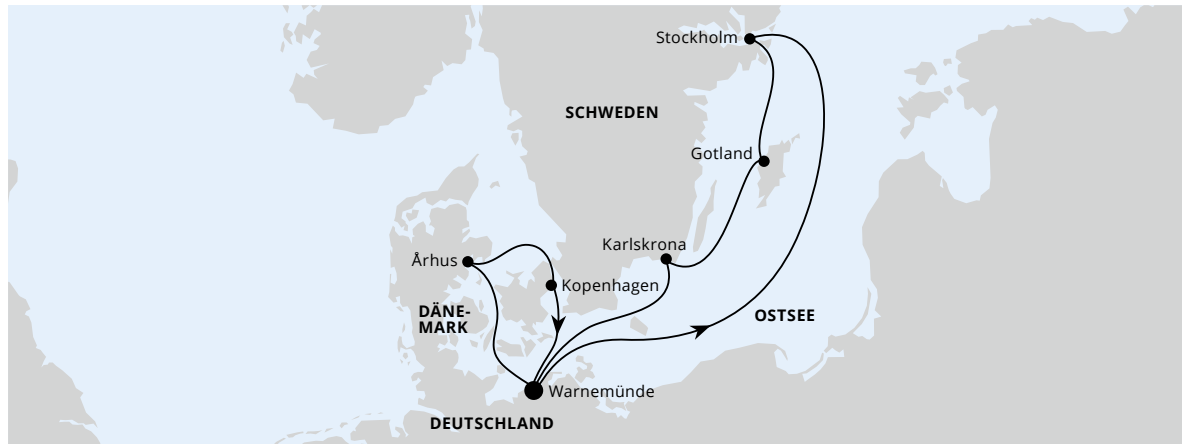 Stockholm
SCHWEDEN
Gotland
Karlskrona
Århus
Kopenhagen
DÄNE-
MARK
OSTSEE
Warnemünde
DEUTSCHLAND